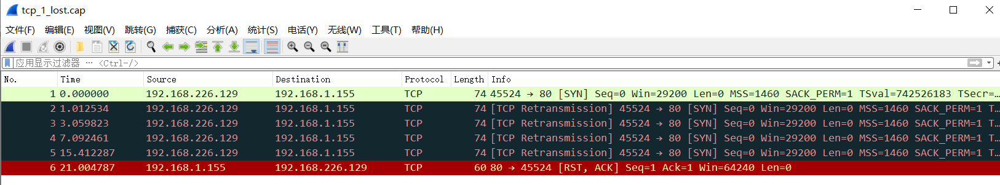 tcp_1_lost.cap
文件(F) 编辑(E) 视图(V) 跳转(G) 捕获(C) 分析(A) 统计(S) 电话(Y) 无线(W) 工具(T) 帮助(H)
应用显示过滤器 … <Ctrl-/>
No. Time Source Destination Protocol Length Info
1 0.000000 192.168.226.129 192.168.1.155 TCP 74 45524 → 80 [SYN] Seq=0 Win=29200 Len=0 MSS=1460 SACK_PERM=1 TSval=742526183 TSecr=…
2 1.012534 192.168.226.129 192.168.1.155 TCP 74 [TCP Retransmission] 45524 → 80 [SYN] Seq=0 Win=29200 Len=0 MSS=1460 SACK_PERM=1 T…
3 3.059823 192.168.226.129 192.168.1.155 TCP 74 [TCP Retransmission] 45524 → 80 [SYN] Seq=0 Win=29200 Len=0 MSS=1460 SACK_PERM=1 T…
4 7.092461 192.168.226.129 192.168.1.155 TCP 74 [TCP Retransmission] 45524 → 80 [SYN] Seq=0 Win=29200 Len=0 MSS=1460 SACK_PERM=1 T…
5 15.412287 192.168.226.129 192.168.1.155 TCP 74 [TCP Retransmission] 45524 → 80 [SYN] Seq=0 Win=29200 Len=0 MSS=1460 SACK_PERM=1 T…
6 21.004787 192.168.1.155 192.168.226.129 TCP 60 80 → 45524 [RST, ACK] Seq=1 Ack=1 Win=64240 Len=0